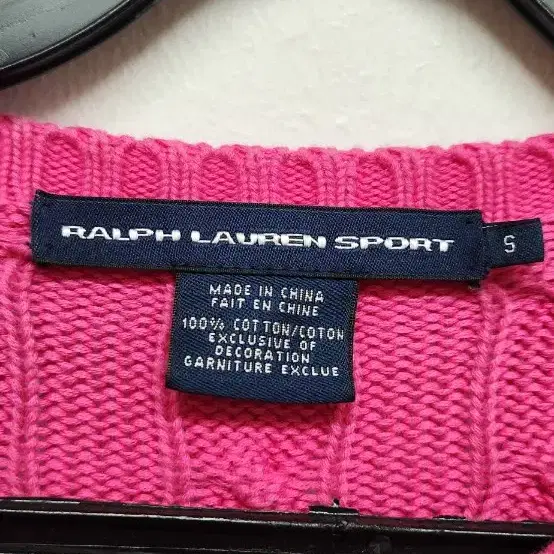 RALPH LAUREN SPORT
S
MADE IN CHINA
FAIT EN CHINE
100% COTTON/COTON
EXCLUSIVE OF
DECORATION
GARNITURE EXCLUE